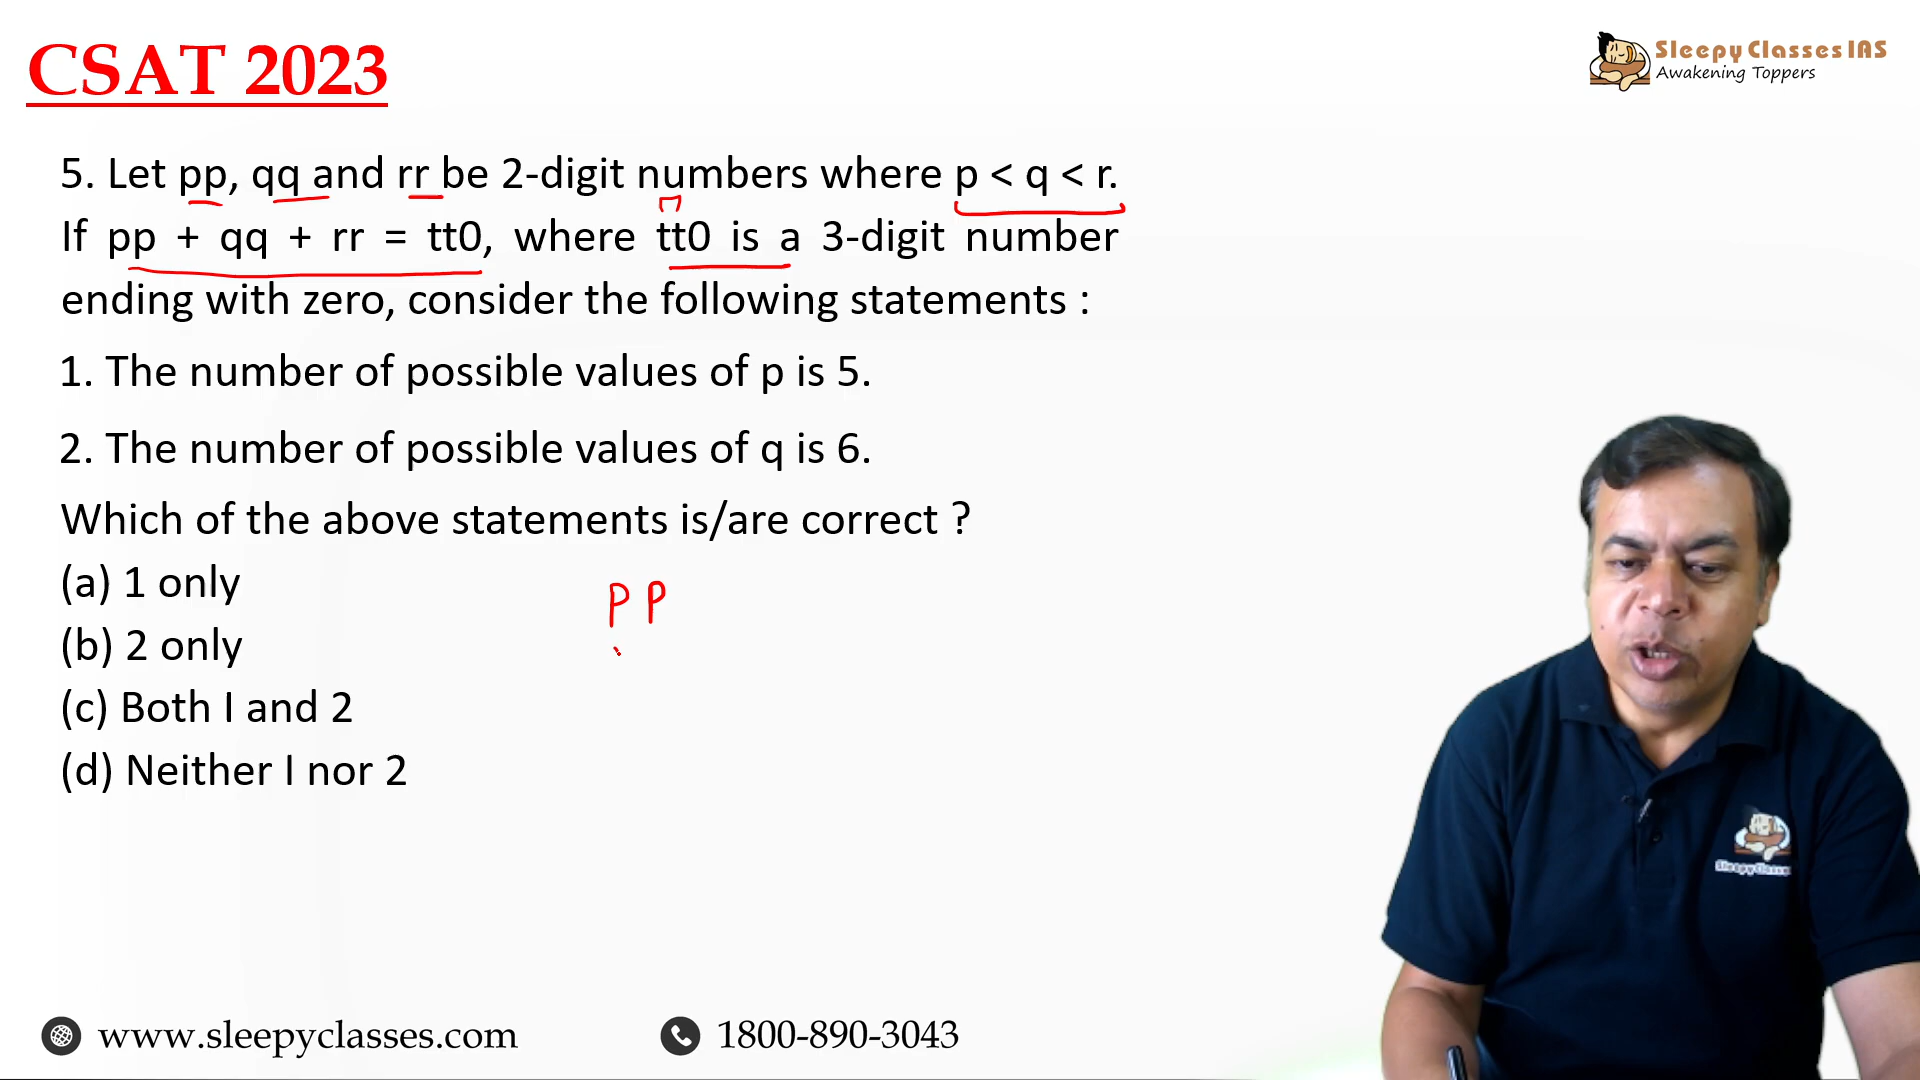 CSAT 2023
Sleepy Classes IAS
Awakening Toppers
5. Let pp, qq and rr be 2-digit numbers where p < q < r.
If pp + qq + rr = tt0, where tt0 is a 3-digit number
ending with zero, consider the following statements :
1. The number of possible values of p is 5.
2. The number of possible values of q is 6.
Which of the above statements is/are correct ?
(a) 1 only
(b) 2 only
(c) Both I and 2
(d) Neither I nor 2
P P
Sleepy Classes
www.sleepyclasses.com
1800-890-3043